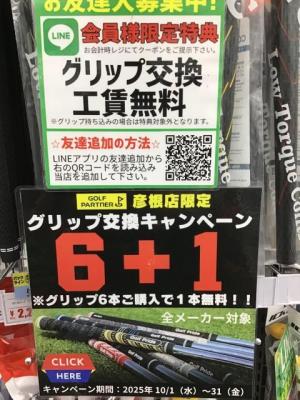 お友達大募集中!
LINE
会員様限定特典
お会計時レジにてクーポンをご提示下さい。
グリップ交換
工賃無料
※グリップ持ち込みの場合は特典対象外となります。
☆友達追加の方法☆
LINEアプリの友達追加から
右のQRコードを読み込み
当店を追加して下さい。
GOLF PARTNER
彦根店限定
グリップ交換キャンペーン
6+1
※グリップ6本ご購入で1本無料!!
全メーカー対象
Golf Pride
Golf Pride
CLICK
HERE
キャンペーン期間:2025年 10/1(水)~31(金)
Low Torque